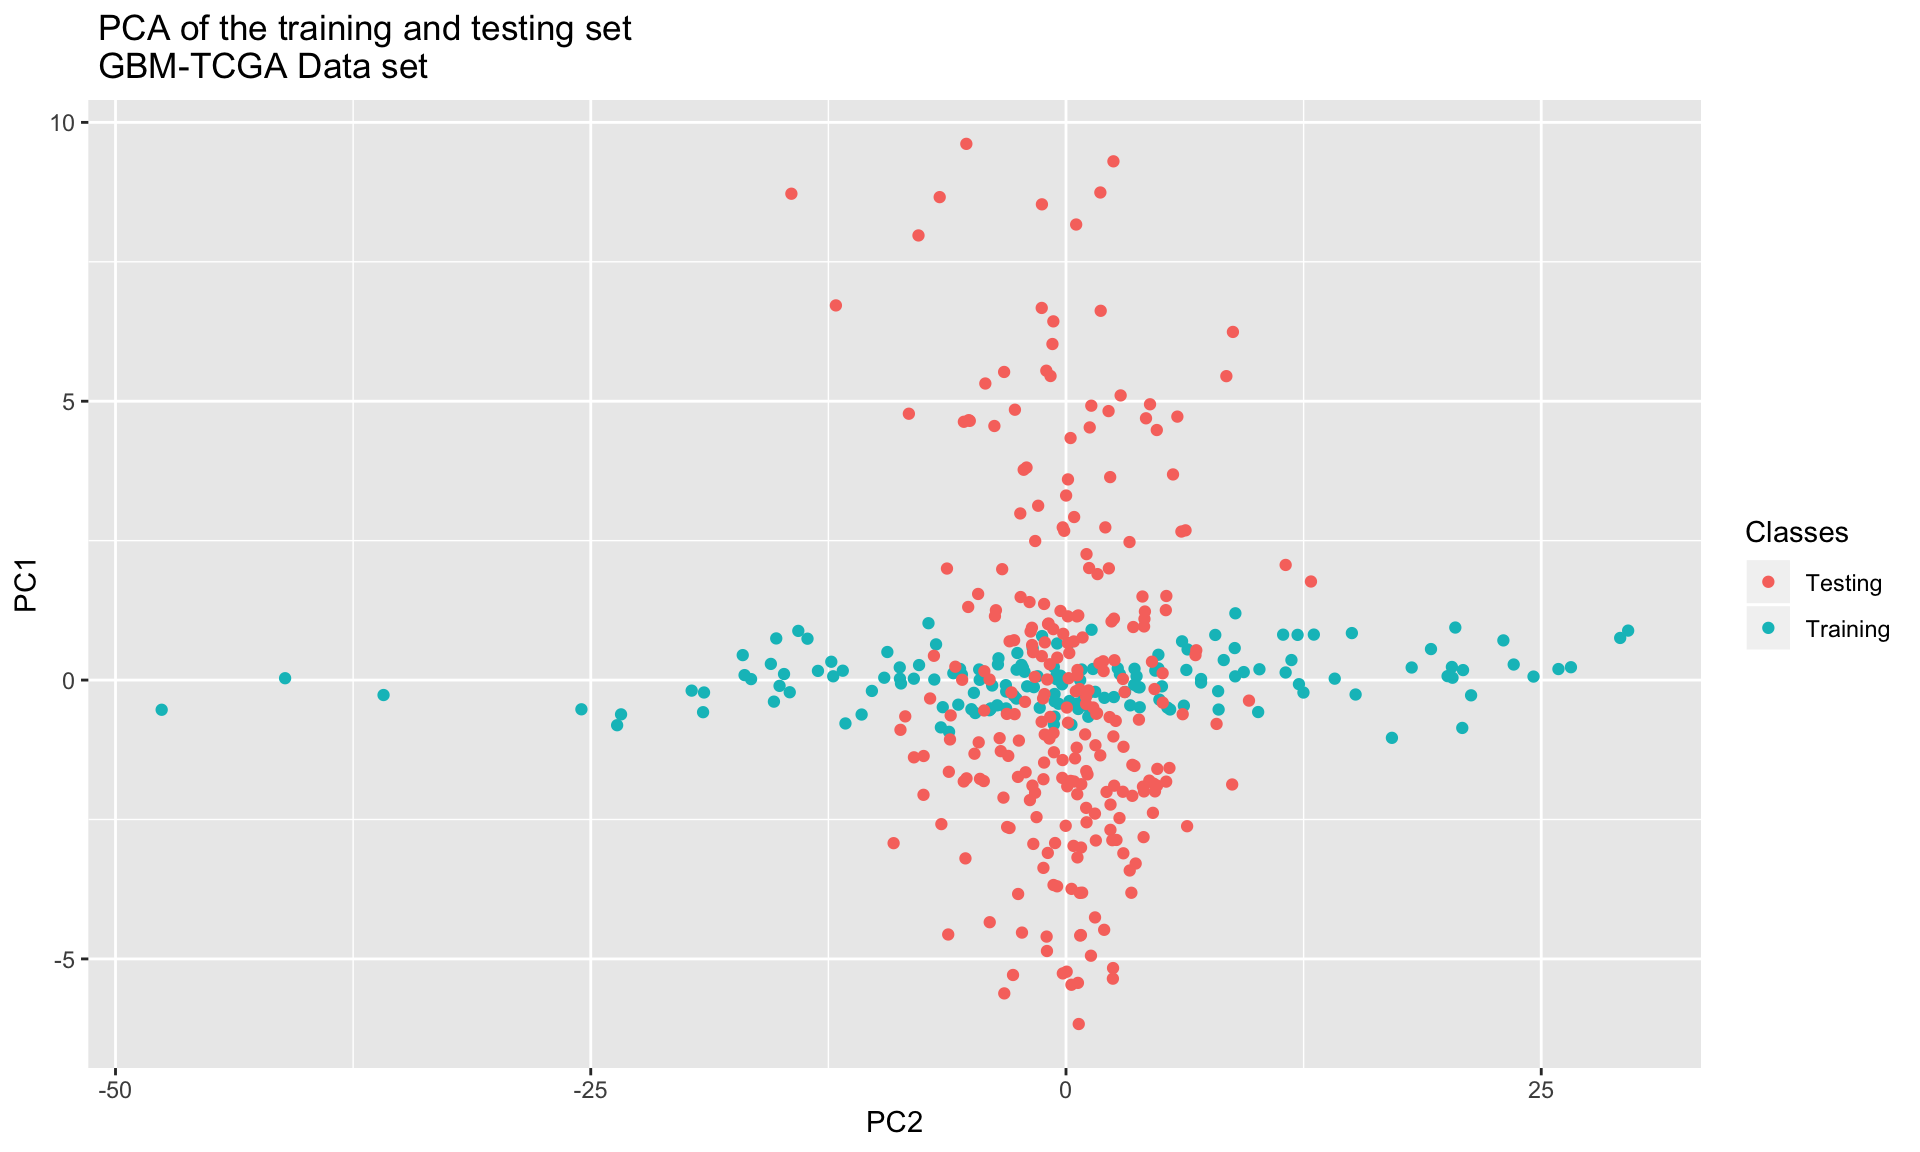 PCA of the training and testing set
GBM-TCGA Data set
10
5
0
-5
PC1
-50
-25
0
25
PC2
Classes
Testing
Training